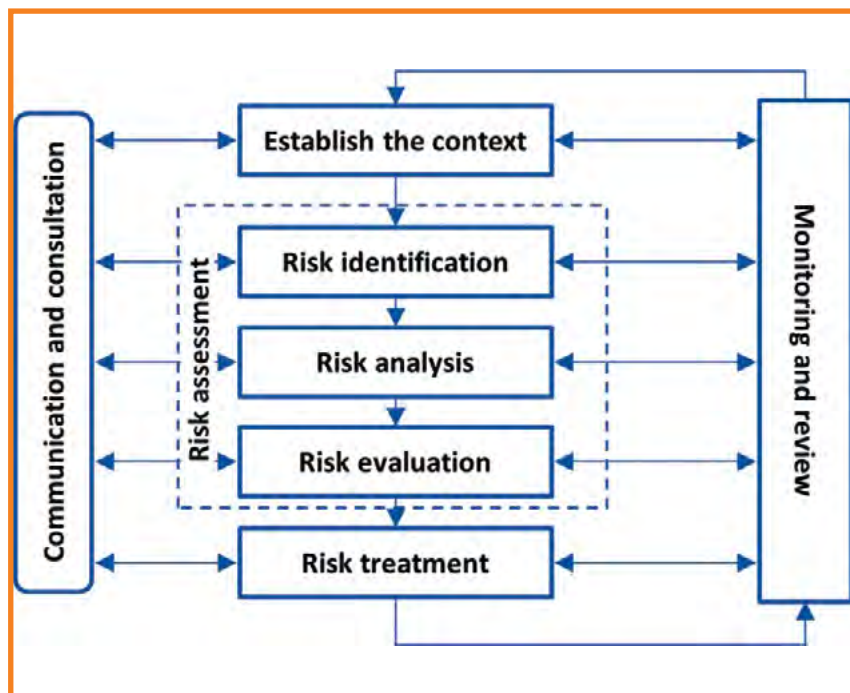 Communication and consultation
Establish the context
Risk assessment
Risk identification
Risk analysis
Risk evaluation
Risk treatment
Monitoring and review